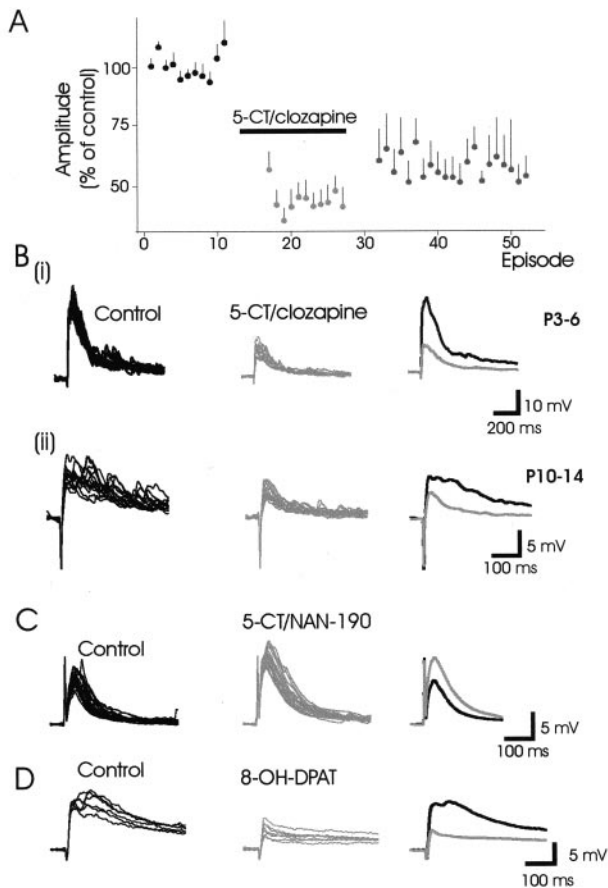 A
Amplitude
(% of control)
100
75
50
5-CT/clozapine
0 10 20 30 40 50
Episode
B
(i)
Control
5-CT/clozapine
P3-6
10 mV
200 ms
(ii)
P10-14
5 mV
100 ms
C
Control
5-CT/NAN-190
5 mV
100 ms
D
Control
8-OH-DPAT
5 mV
100 ms